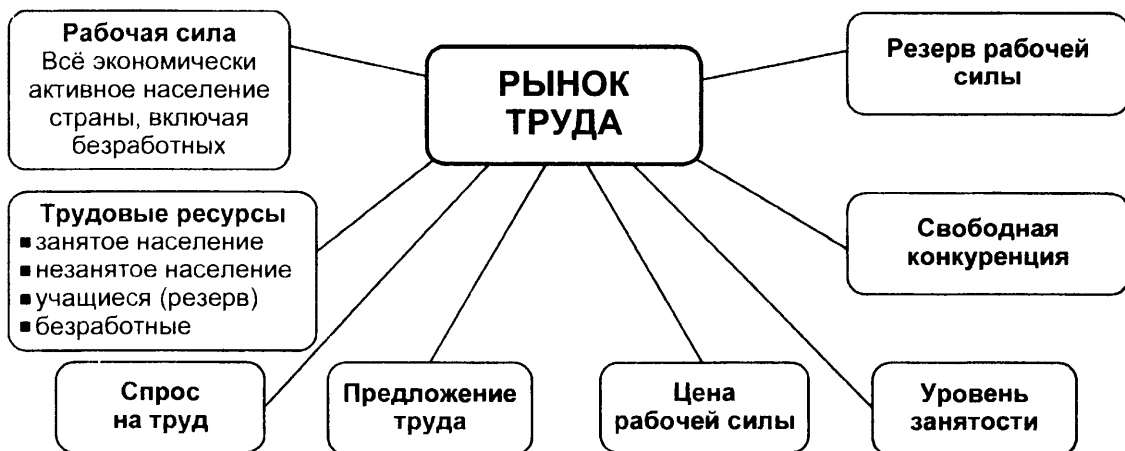 Рабочая сила
Всё экономически
активное население
страны, включая
безработных
РЫНОК
ТРУДА
Резерв рабочей
силы
Трудовые ресурсы
▪ занятое население
▪ незанятое население
▪ учащиеся (резерв)
▪ безработные
Свободная
конкуренция
Спрос
на труд
Предложение
труда
Цена
рабочей силы
Уровень
занятости